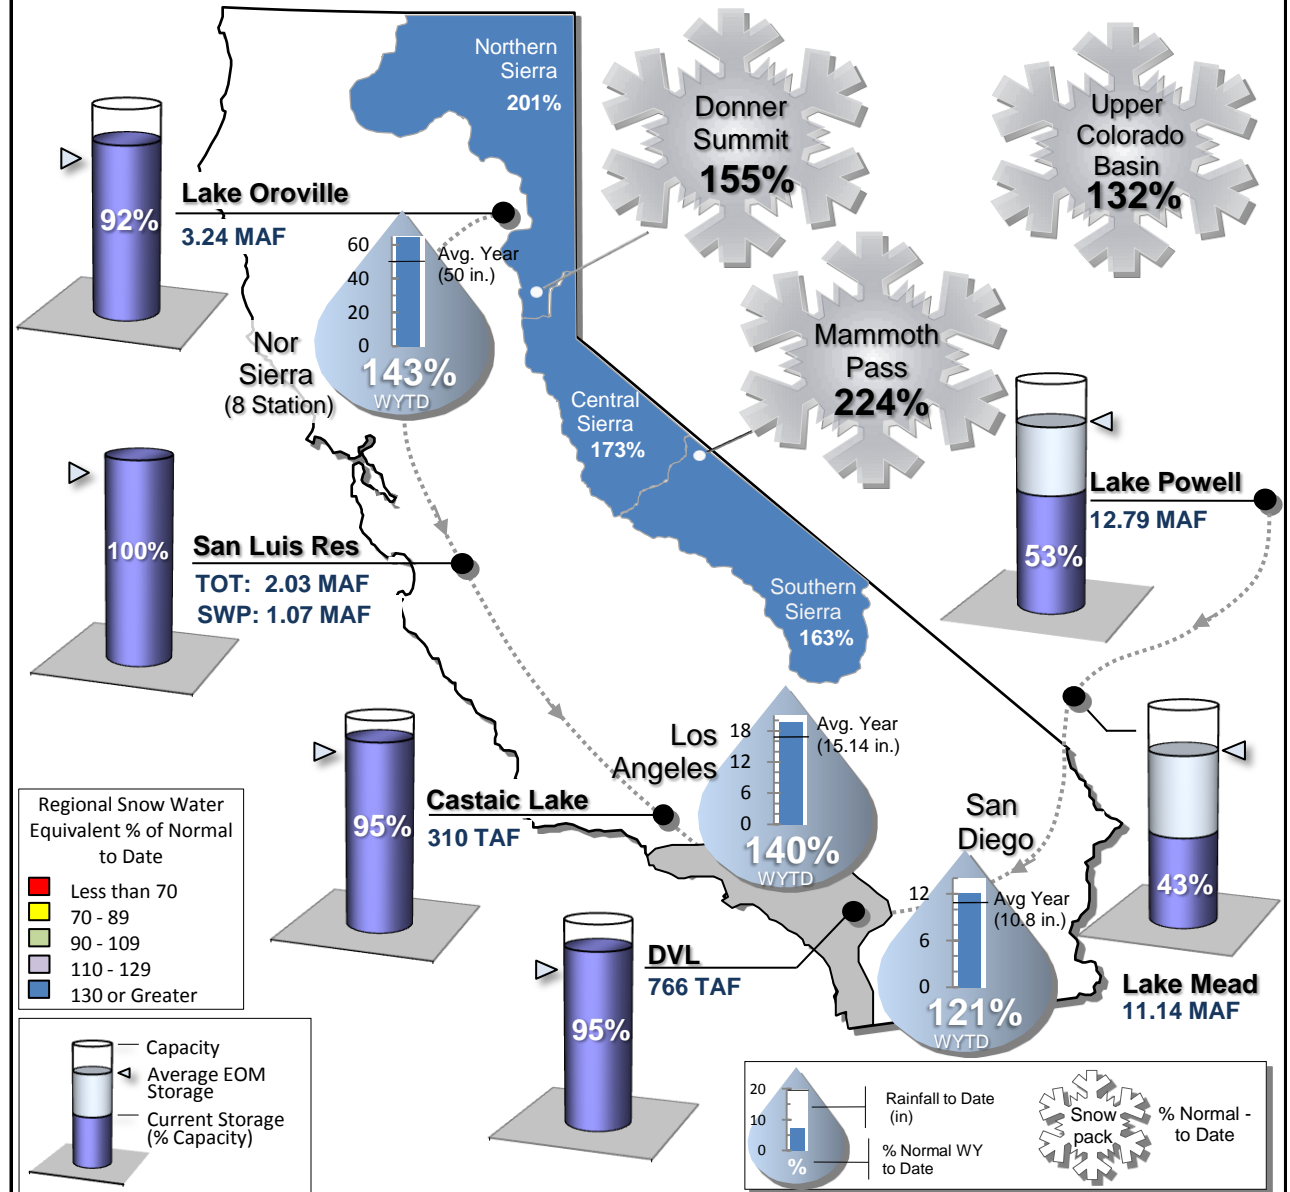 Northern
Sierra
201%
Donner
Summit
155%
Upper
Colorado
Basin
132%
92%
Lake Oroville
3.24 MAF
60
40
20
0
Avg. Year
(50 in.)
Nor
Sierra
(8 Station)
143%
WYTD
Mammoth
Pass
224%
Central
Sierra
173%
100%
San Luis Res
TOT: 2.03 MAF
SWP: 1.07 MAF
Lake Powell
12.79 MAF
53%
Southern
Sierra
163%
Los
Angeles
18
12
6
0
Avg. Year
(15.14 in.)
140%
WYTD
95%
Castaic Lake
310 TAF
San
Diego
12
6
0
Avg Year
(10.8 in.)
121%
WYTD
43%
Lake Mead
11.14 MAF
DVL
766 TAF
95%
Regional Snow Water
Equivalent % of Normal
to Date
Less than 70
70 - 89
90 - 109
110 - 129
130 or Greater
Capacity
Average EOM
Storage
Current Storage
(% Capacity)
20
10
0
%
Rainfall to Date
(in)
% Normal WY
to Date
Snow
pack
% Normal -
to Date